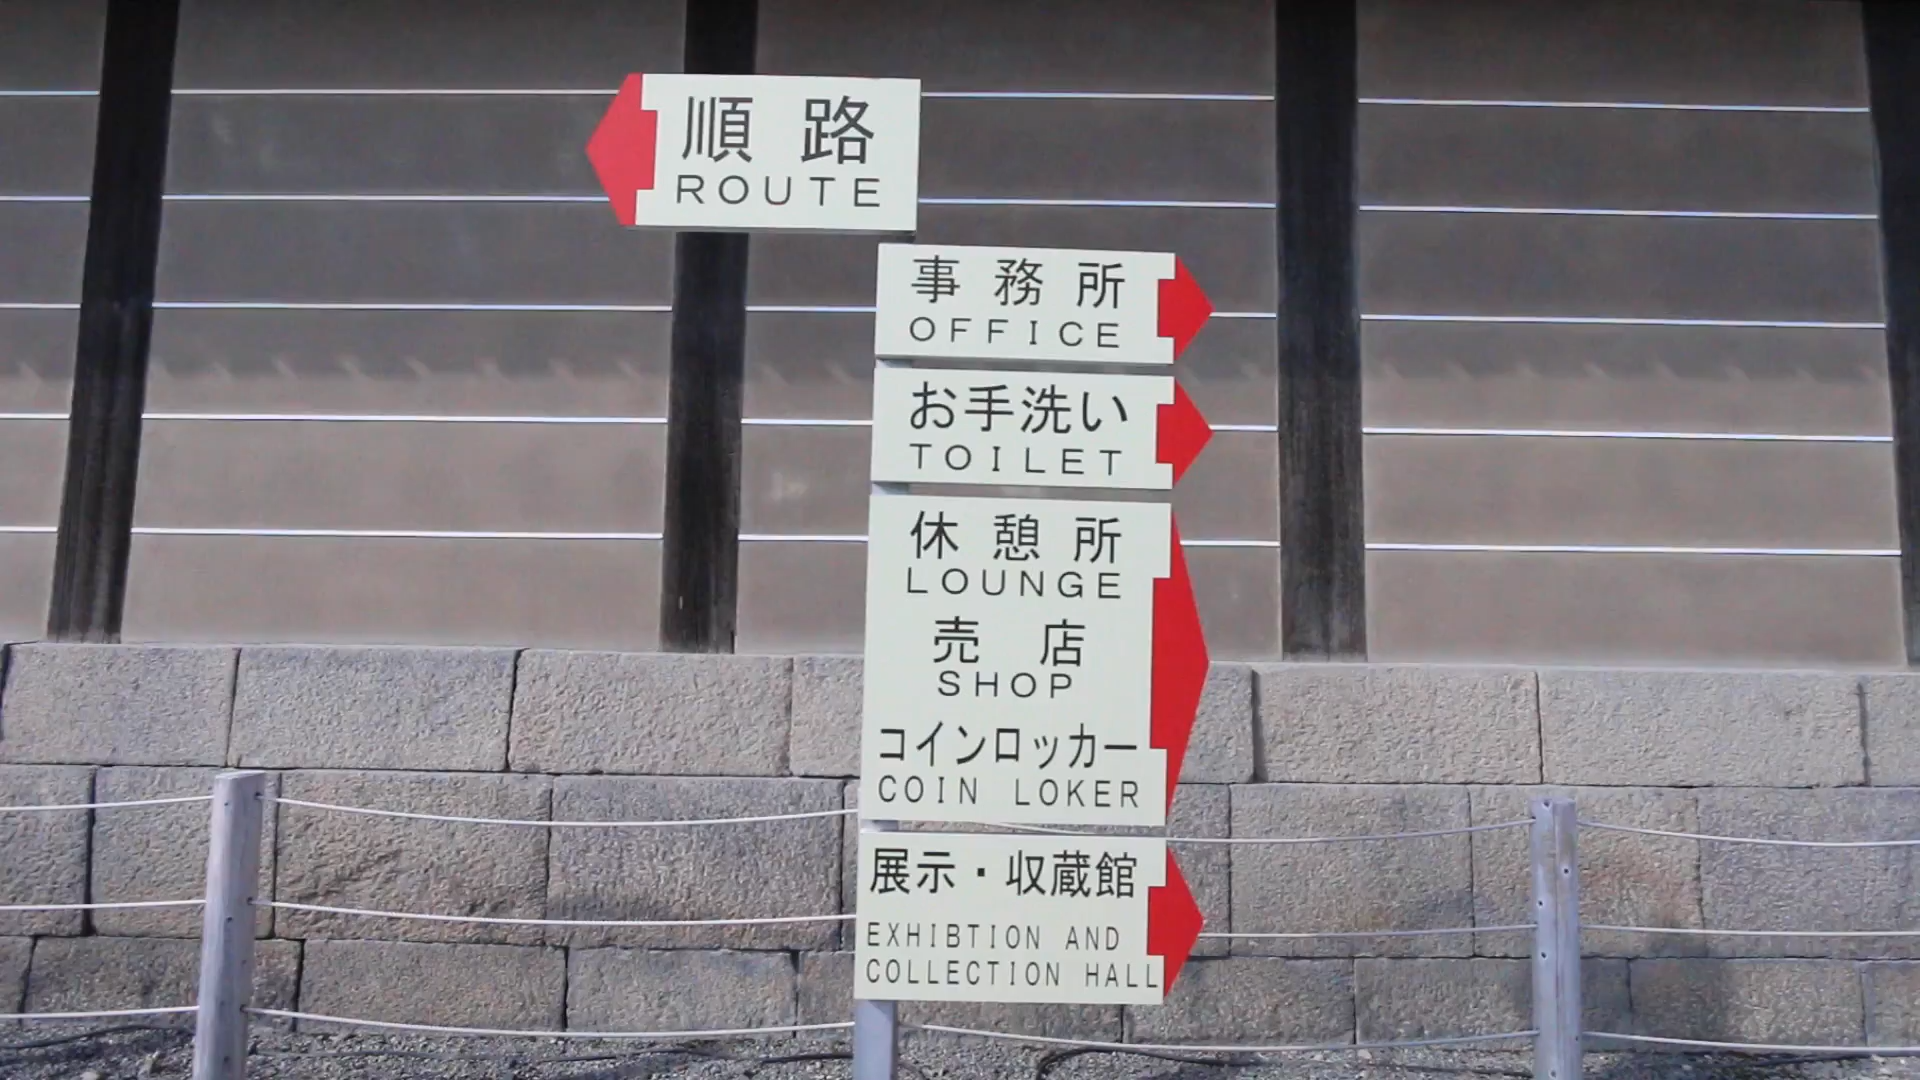 順路
ROUTE
事務所
OFFICE
お手洗い
TOILET
休憩所
LOUNGE
売店
SHOP
コインロッカー
COIN LOKER
展示・収蔵館
EXHIBTION AND
COLLECTION HALL